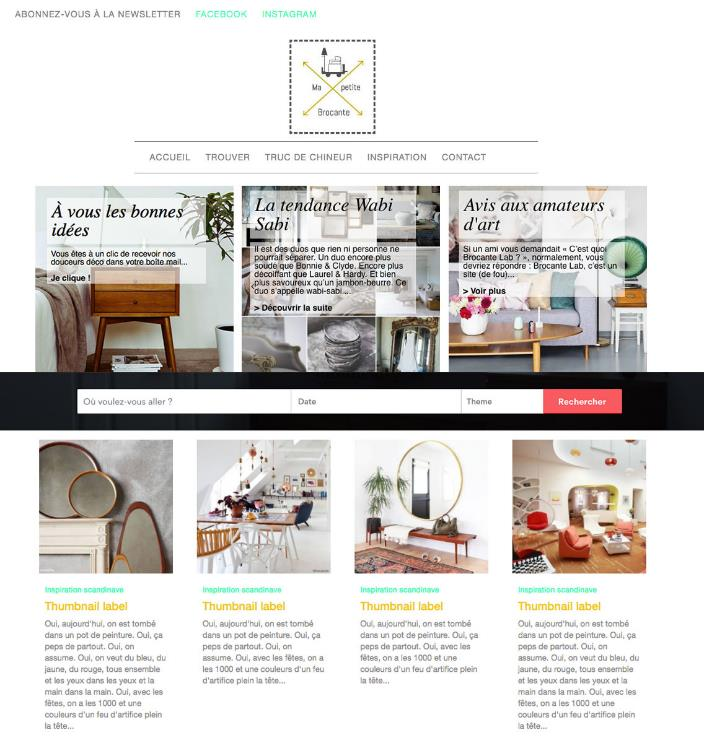 ABONNEZ-VOUS À LA NEWSLETTER FACEBOOK INSTAGRAM
Ma petite
Brocante
ACCUEIL TROUVER TRUC DE CHINEUR INSPIRATION CONTACT
À vous les bonnes
idées
Vous êtes à un clic de recevoir nos
douceurs déco dans votre boîte mail...
Je clique !
La tendance Wabi
Sabi
Il est des duos que rien ni personne ne
pourrait séparer. Un duo encore plus
soudé que Bonnie & Clyde. Encore plus
décoiffant que Laurel & Hardy. Et bien
plus savoureux qu'un jambon-beurre. Ce
duo s'appelle wabi-sabi...
> Découvrir la suite
Avis aux amateurs
d'art
Si un ami vous demandait « C'est quoi
Brocante Lab ? », normalement, vous
devriez répondre : Brocante Lab, c'est un
site (de fou)...
> Voir plus
Où voulez-vous aller ? Date Theme Rechercher
Inspiration scandinave
Thumbnail label
Oui, aujourd'hui, on est tombé
dans un pot de peinture. Oui, ça
peps de partout. Oui, on
assume. Oui, on veut du bleu, du
jaune, du rouge, tous ensemble
et les yeux dans les yeux et la
main dans la main. Oui, avec les
fêtes, on a les 1000 et une
couleurs d'un feu d'artifice plein
la tête...
Inspiration scandinave
Thumbnail label
Oui, aujourd'hui, on est tombé
dans un pot de peinture. Oui, ça
peps de partout. Oui, on
assume. Oui, avec les fêtes, on a
les 1000 et une couleurs d'un feu
d'artifice plein la tête...
Inspiration scandinave
Thumbnail label
Oui, aujourd'hui, on est tombé
dans un pot de peinture. Oui, ça
peps de partout. Oui, avec les
fêtes, on a les 1000 et une
couleurs d'un feu d'artifice plein
la tête...
Inspiration scandinave
Thumbnail label
Oui, aujourd'hui, on est tombé
dans un pot de peinture. Oui, ça
peps de partout. Oui, on
assume. Oui, on veut du bleu, du
jaune, du rouge, tous ensemble
et les yeux dans les yeux et la
main dans la main. Oui, avec les
fêtes, on a les 1000 et une
couleurs d'un feu d'artifice plein
la tête...